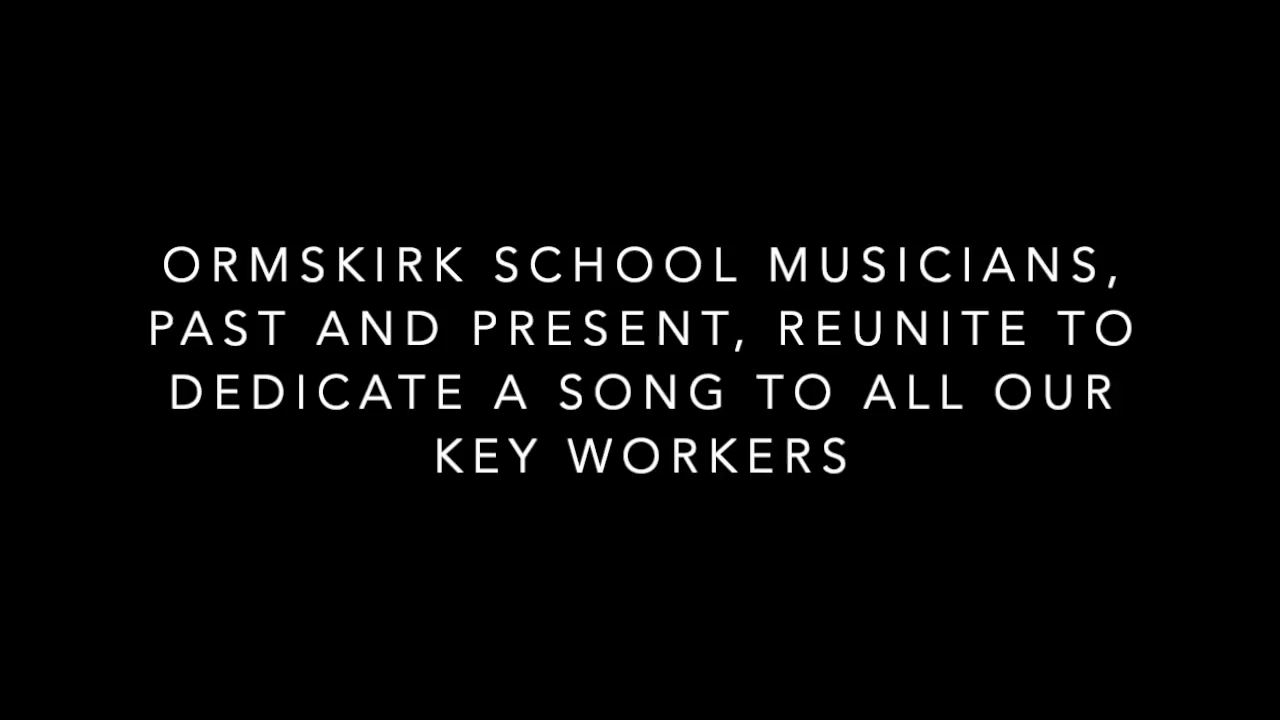 ORMSKIRK SCHOOL MUSICIANS,
PAST AND PRESENT, REUNITE TO
DEDICATE A SONG TO ALL OUR
KEY WORKERS